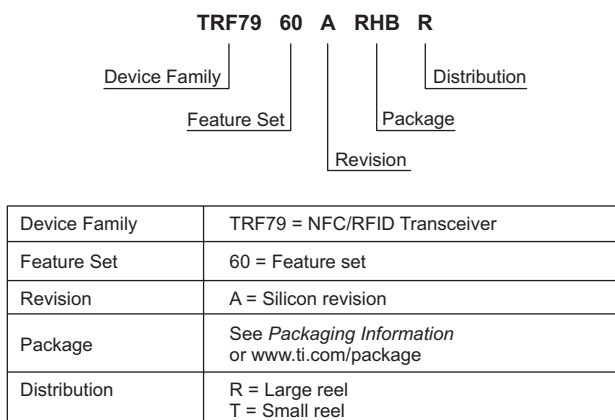 TRF79 60 A RHB R
Device Family
Distribution
Feature Set
Package
Revision
Device Family TRF79 = NFC/RFID Transceiver
Feature Set 60 = Feature set
Revision A = Silicon revision
Package See Packaging Information
or www.ti.com/package
Distribution R = Large reel
T = Small reel